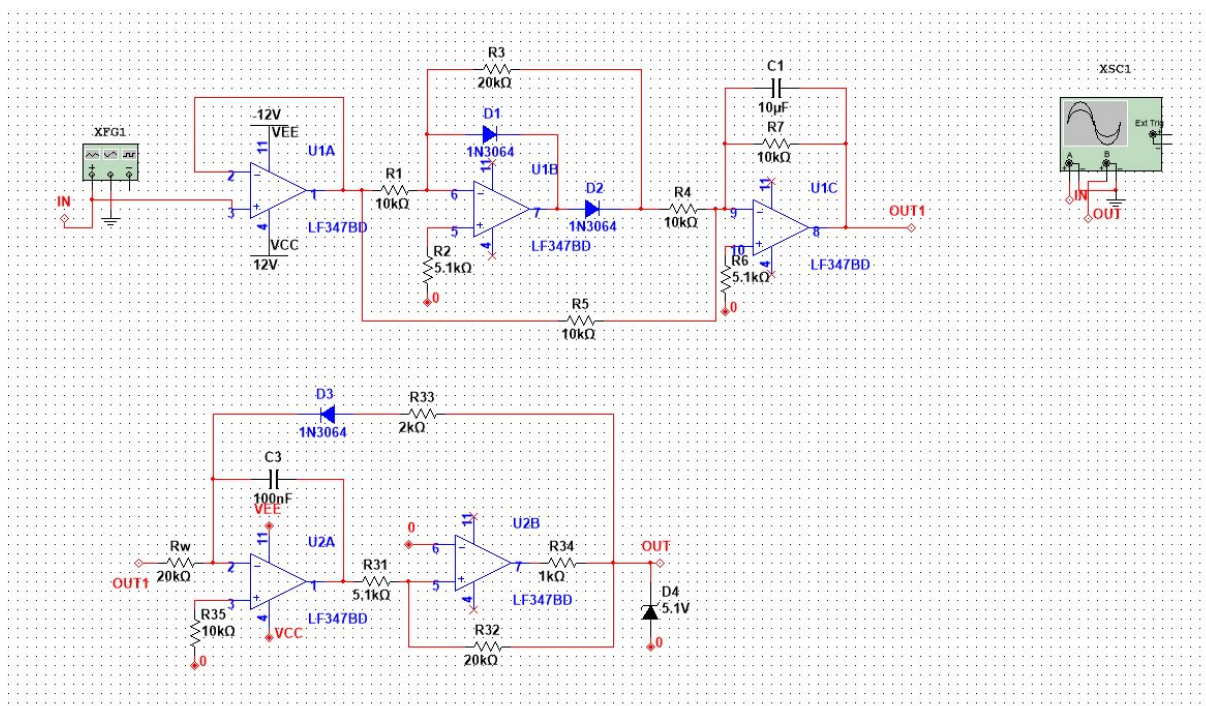 R3
20kΩ
C1
10µF
XSC1
Ext Trig
+
-
A
B
+
-
+
-
IN
OUT
XFG1
+
-
IN
-12V
VEE
11
U1A
2
3
1
4
LF347BD
VCC
12V
R1
10kΩ
D1
1N3064
11
U1B
6
5
7
4
LF347BD
R2
5.1kΩ
0
D2
1N3064
R4
10kΩ
R7
10kΩ
11
U1C
9
10
8
4
LF347BD
OUT1
R6
5.1kΩ
0
R5
10kΩ
D3
1N3064
R33
2kΩ
C3
100nF
VEE
11
U2A
Rw
20kΩ
OUT1
2
3
1
4
LF347BD
VCC
R35
10kΩ
0
R31
5.1kΩ
0
11
U2B
6
5
7
4
LF347BD
R34
1kΩ
OUT
D4
5.1V
0
R32
20kΩ